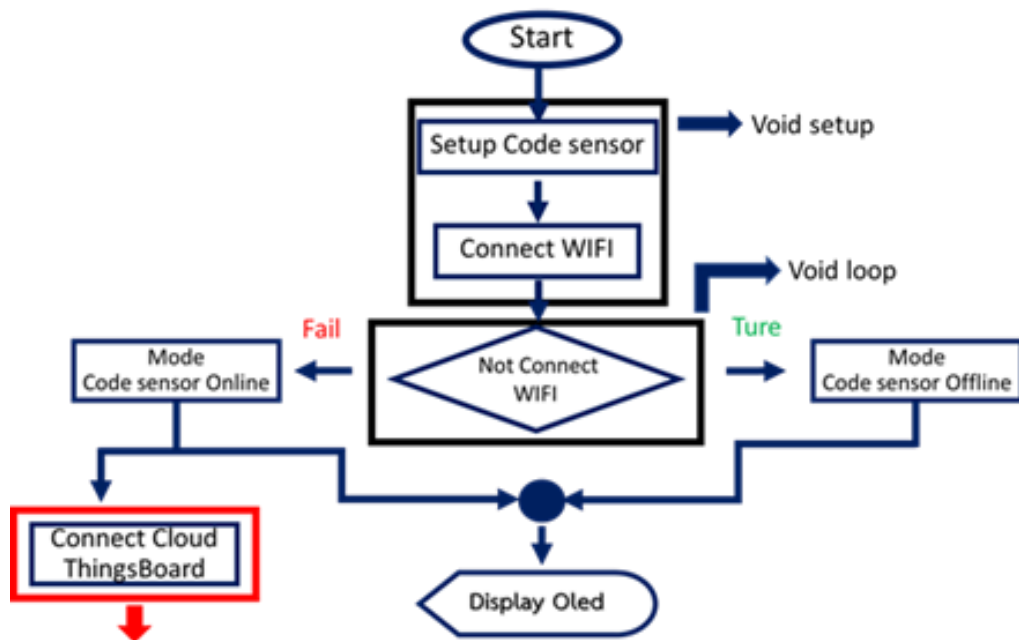 Start
Setup Code sensor
Void setup
Connect WIFI
Void loop
Fail
Ture
Mode
Code sensor Online
Not Connect
WIFI
Mode
Code sensor Offline
Connect Cloud
ThingsBoard
Display Oled